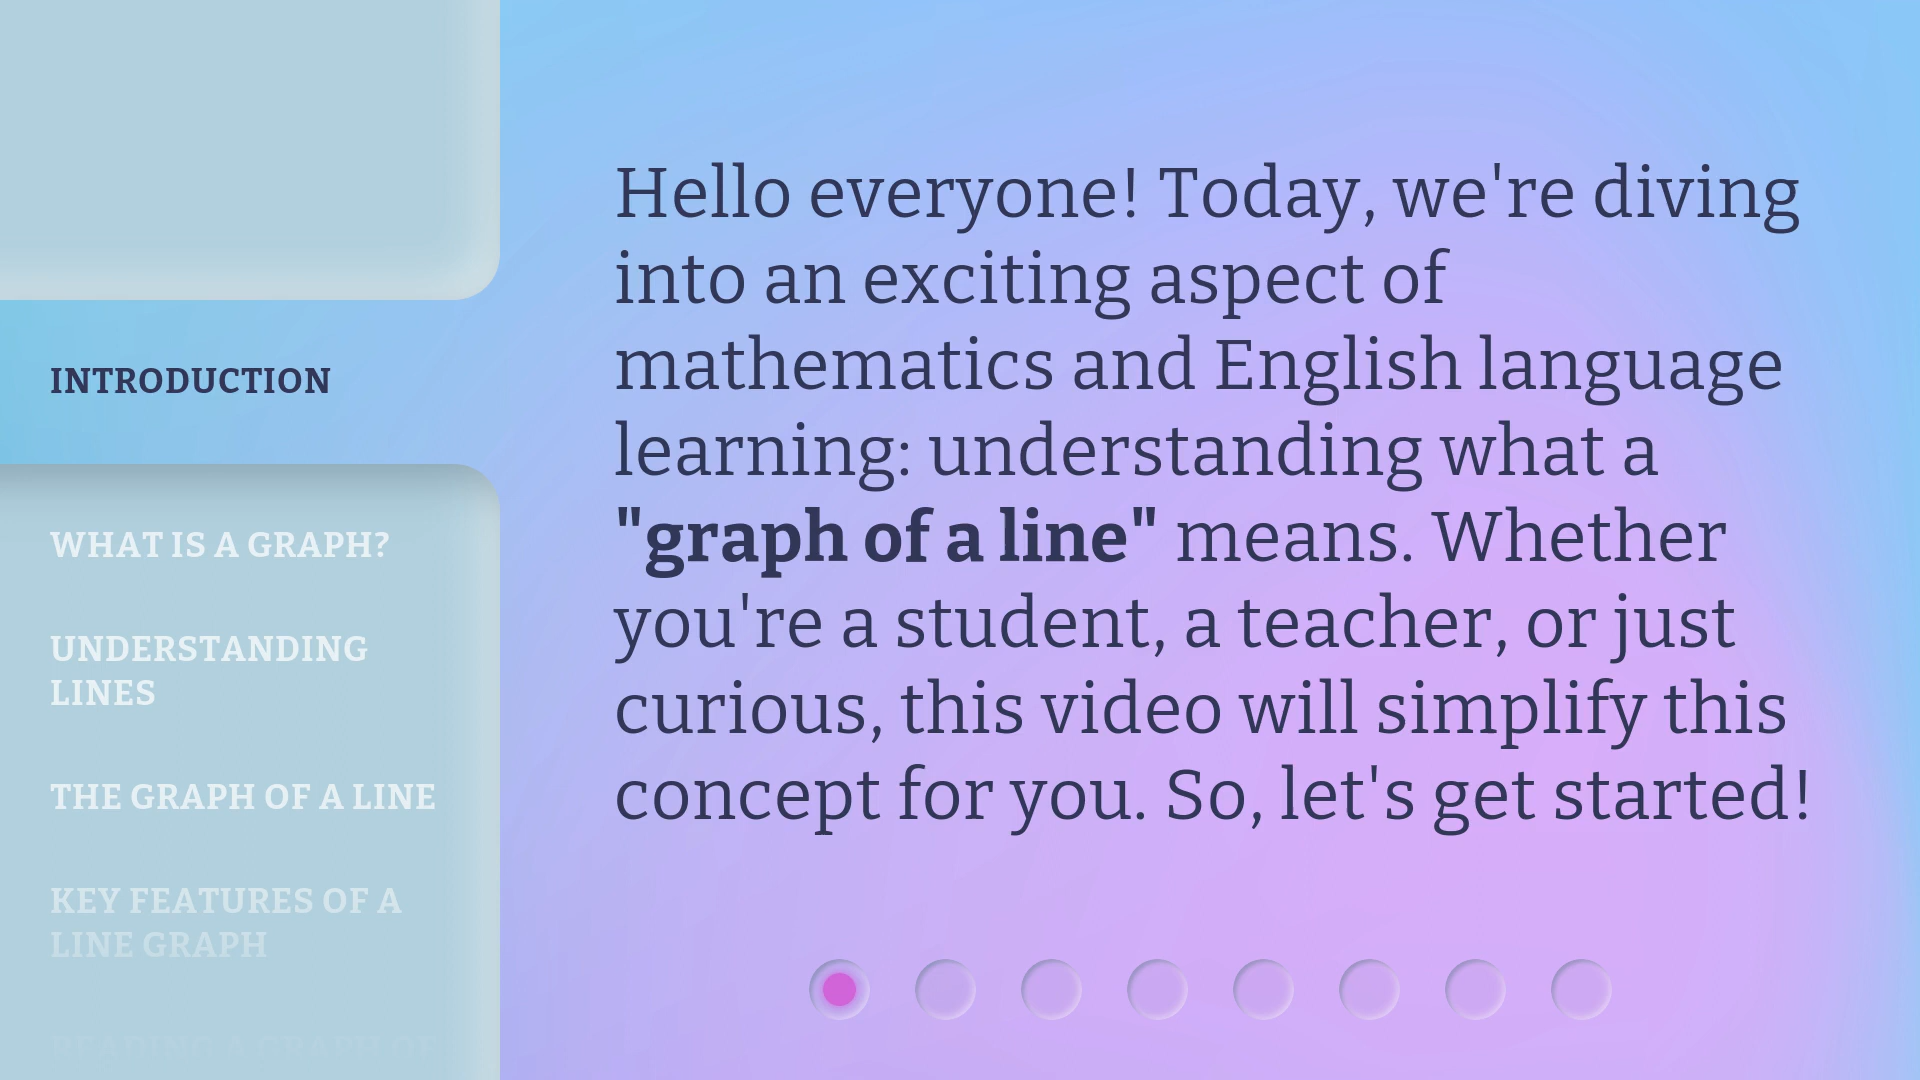 INTRODUCTION
WHAT IS A GRAPH?
UNDERSTANDING
LINES
THE GRAPH OF A LINE
KEY FEATURES OF A
LINE GRAPH
READING A GRAPH OF
Hello everyone! Today, we're diving
into an exciting aspect of
mathematics and English language
learning: understanding what a
"graph of a line" means. Whether
you're a student, a teacher, or just
curious, this video will simplify this
concept for you. So, let's get started!